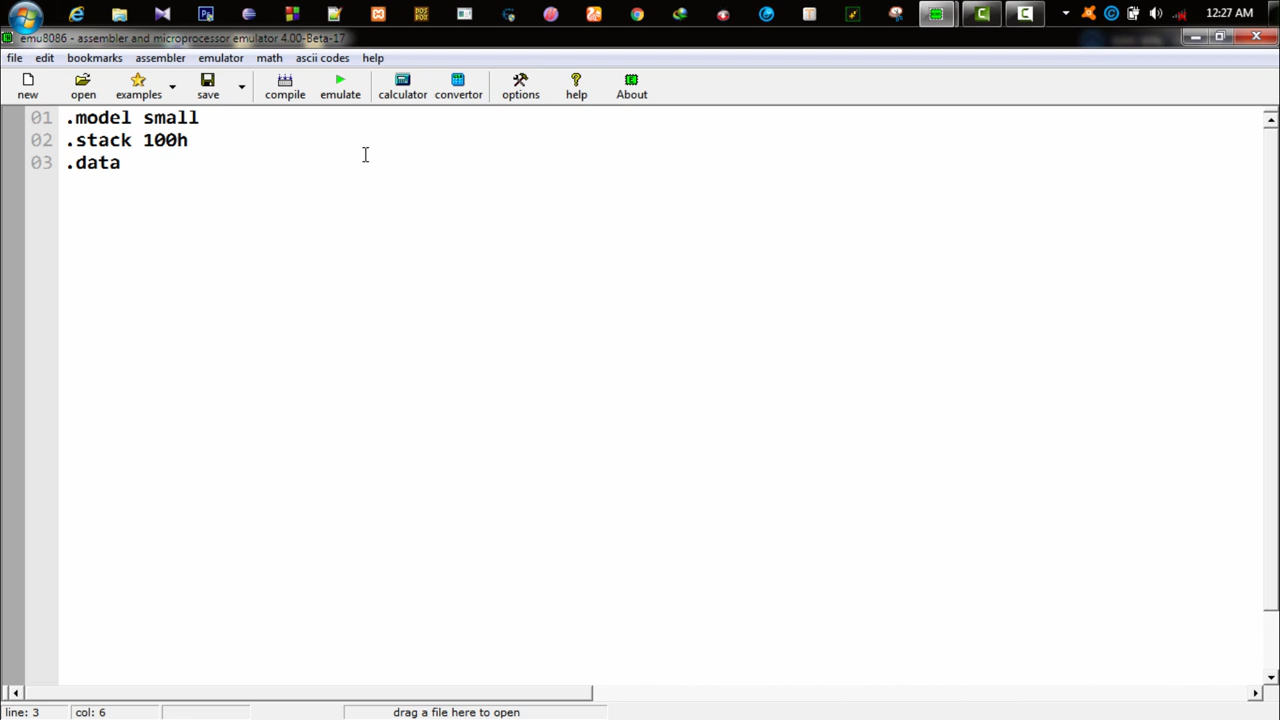 12:27 AM
emu8086 - assembler and microprocessor emulator 4.00-Beta-17
file edit bookmarks assembler emulator math ascii codes help
new open examples save compile emulate calculator convertor options help About
01 .model small
02 .stack 100h
03 .data
line: 3 col: 6 drag a file here to open